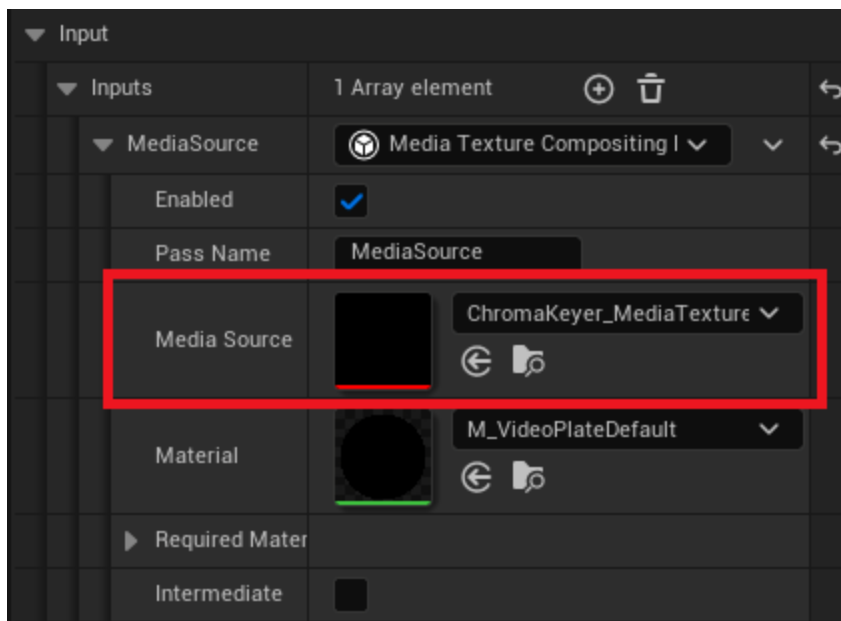 Input
Inputs 1 Array element
MediaSource Media Texture Compositing I
Enabled
Pass Name MediaSource
Media Source ChromaKeyer_MediaTexture
Material M_VideoPlateDefault
Required Mater
Intermediate